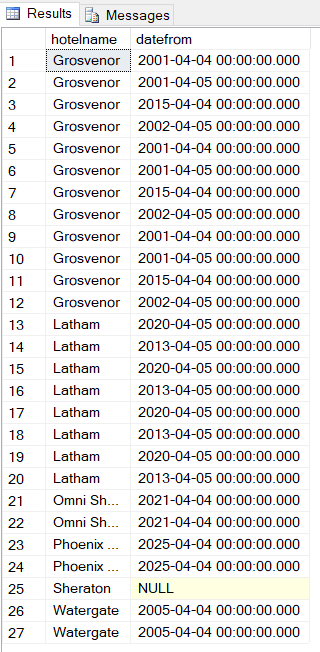 Results Messages
hotelname datefrom
1 Grosvenor 2001-04-04 00:00:00.000
2 Grosvenor 2001-04-05 00:00:00.000
3 Grosvenor 2015-04-04 00:00:00.000
4 Grosvenor 2002-04-05 00:00:00.000
5 Grosvenor 2001-04-04 00:00:00.000
6 Grosvenor 2001-04-05 00:00:00.000
7 Grosvenor 2015-04-04 00:00:00.000
8 Grosvenor 2002-04-05 00:00:00.000
9 Grosvenor 2001-04-04 00:00:00.000
10 Grosvenor 2001-04-05 00:00:00.000
11 Grosvenor 2015-04-04 00:00:00.000
12 Grosvenor 2002-04-05 00:00:00.000
13 Latham 2020-04-05 00:00:00.000
14 Latham 2013-04-05 00:00:00.000
15 Latham 2020-04-05 00:00:00.000
16 Latham 2013-04-05 00:00:00.000
17 Latham 2020-04-05 00:00:00.000
18 Latham 2013-04-05 00:00:00.000
19 Latham 2020-04-05 00:00:00.000
20 Latham 2013-04-05 00:00:00.000
21 Omni Sh... 2021-04-04 00:00:00.000
22 Omni Sh... 2021-04-04 00:00:00.000
23 Phoenix ... 2025-04-04 00:00:00.000
24 Phoenix ... 2025-04-04 00:00:00.000
25 Sheraton NULL
26 Watergate 2005-04-04 00:00:00.000
27 Watergate 2005-04-04 00:00:00.000